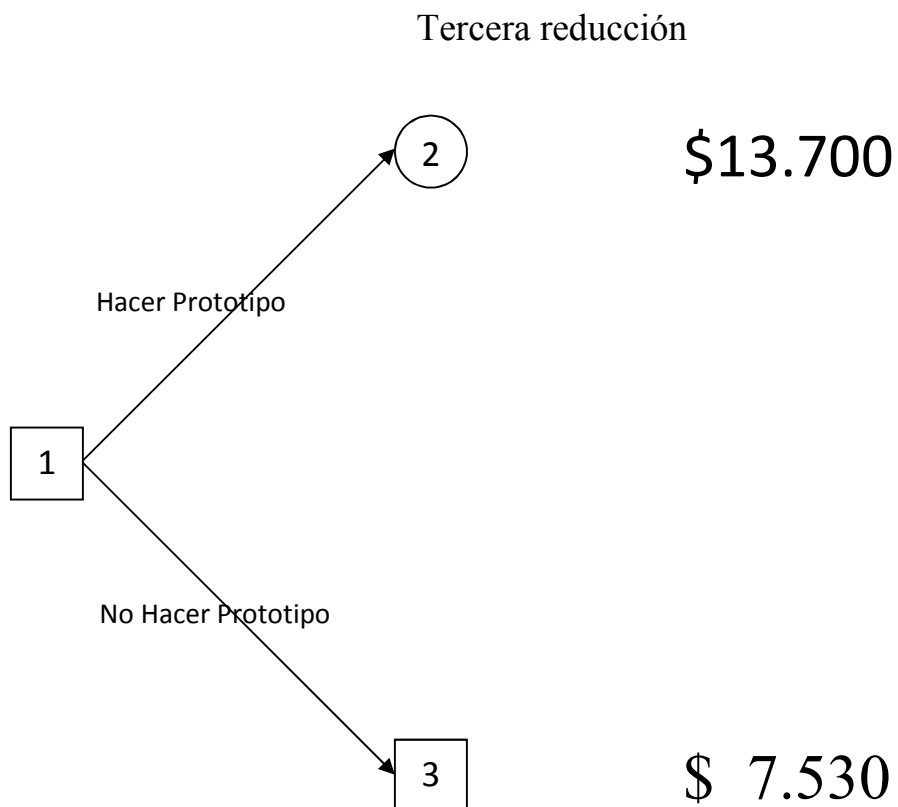 Tercera reducción
2
$13.700
Hacer Prototipo
1
No Hacer Prototipo
3
$ 7.530